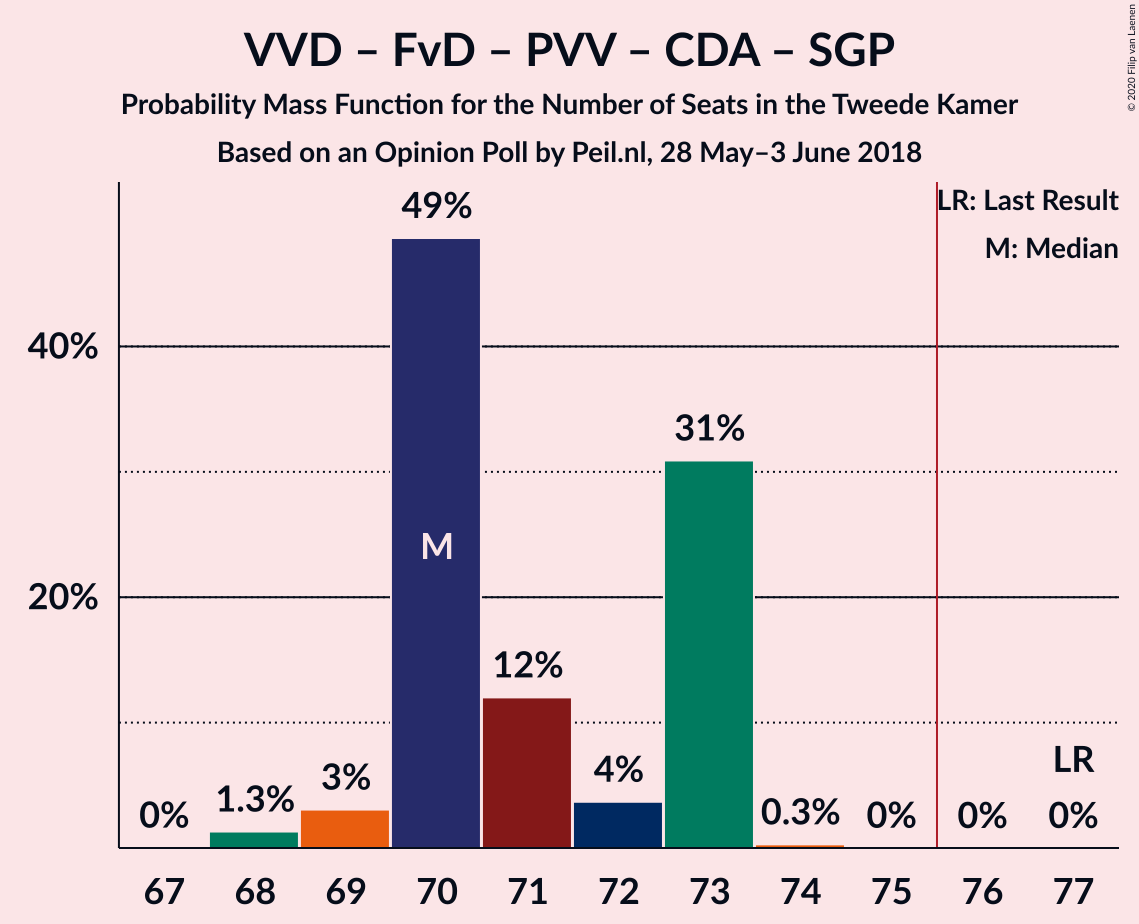 VVD – FvD – PVV – CDA – SGP
Probability Mass Function for the Number of Seats in the Tweede Kamer
Based on an Opinion Poll by Peil.nl, 28 May–3 June 2018
© 2020 Filip van Laenen
LR: Last Result
M: Median
49%
40%
31%
M
20%
12%
LR
4%
3%
1.3%
0.3%
0%
0%
0%
0%
67 68 69 70 71 72 73 74 75 76 77